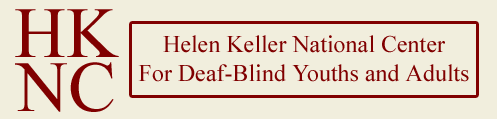 HK
NC
Helen Keller National Center
For Deaf-Blind Youths and Adults